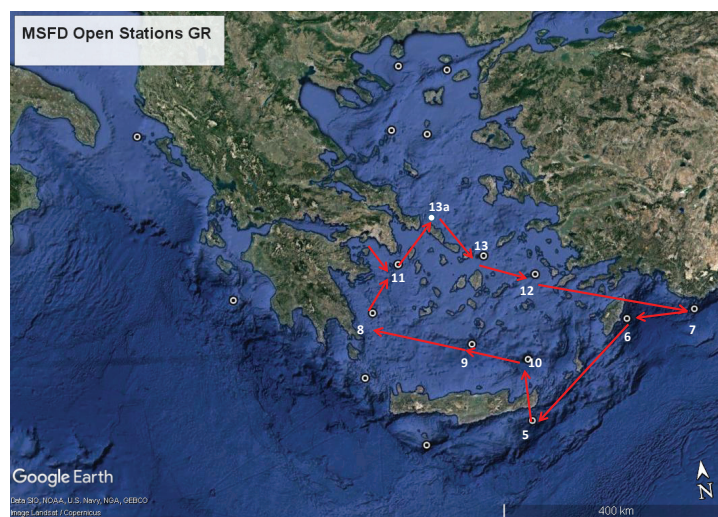 MSFD Open Stations GR
13a
13
11
12
8
7
6
9
10
5
Google Earth
Data SIO, NOAA, U.S. Navy, NGA, GEBCO
Image Landsat / Copernicus
400 km
N